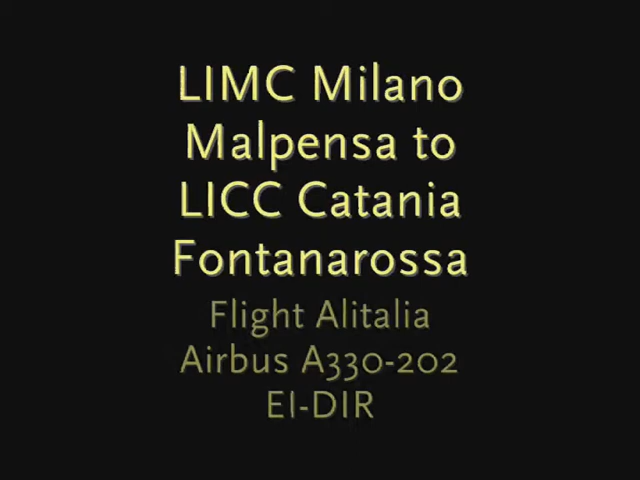 LIMC Milano
Malpensa to
LICC Catania
Fontanarossa
Flight Alitalia
Airbus A330-202
EI-DIR